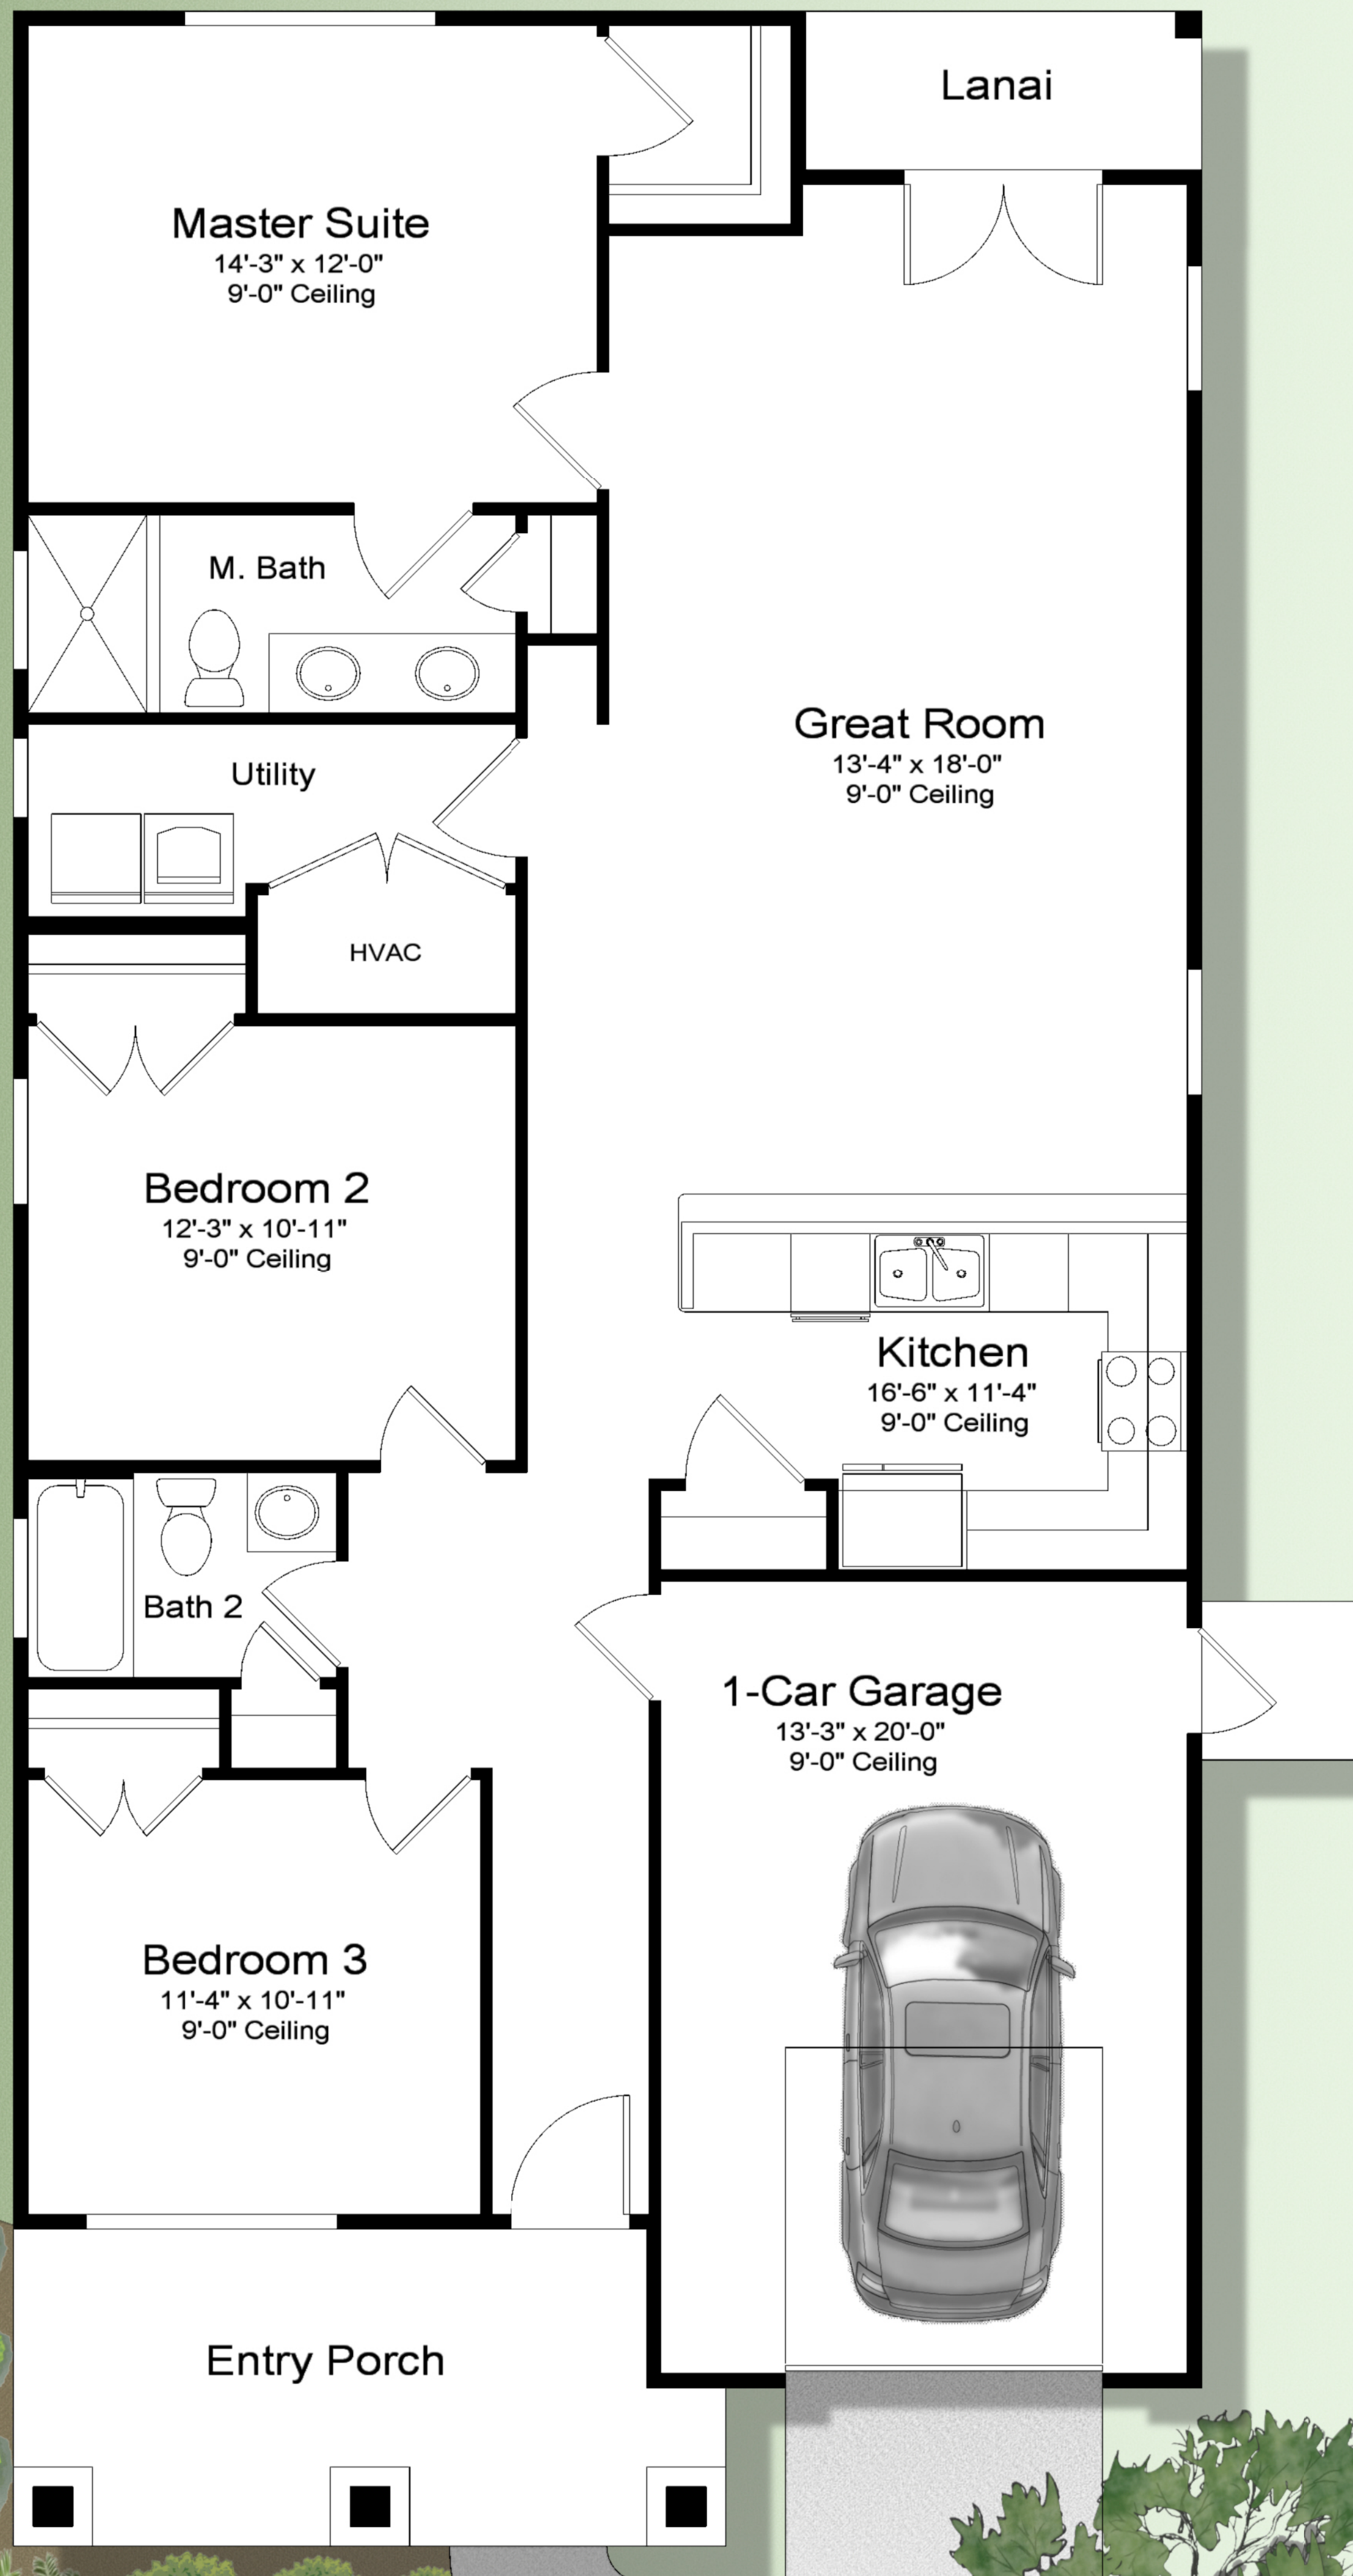 Lanai
Master Suite
14'-3" x 12'-0"
9'-0" Ceiling
M. Bath
Great Room
13'-4" x 18'-0"
9'-0" Ceiling
Utility
HVAC
Bedroom 2
12'-3" x 10'-11"
9'-0" Ceiling
Kitchen
16'-6" x 11'-4"
9'-0" Ceiling
Bath 2
1-Car Garage
13'-3" x 20'-0"
9'-0" Ceiling
Bedroom 3
11'-4" x 10'-11"
9'-0" Ceiling
Entry Porch